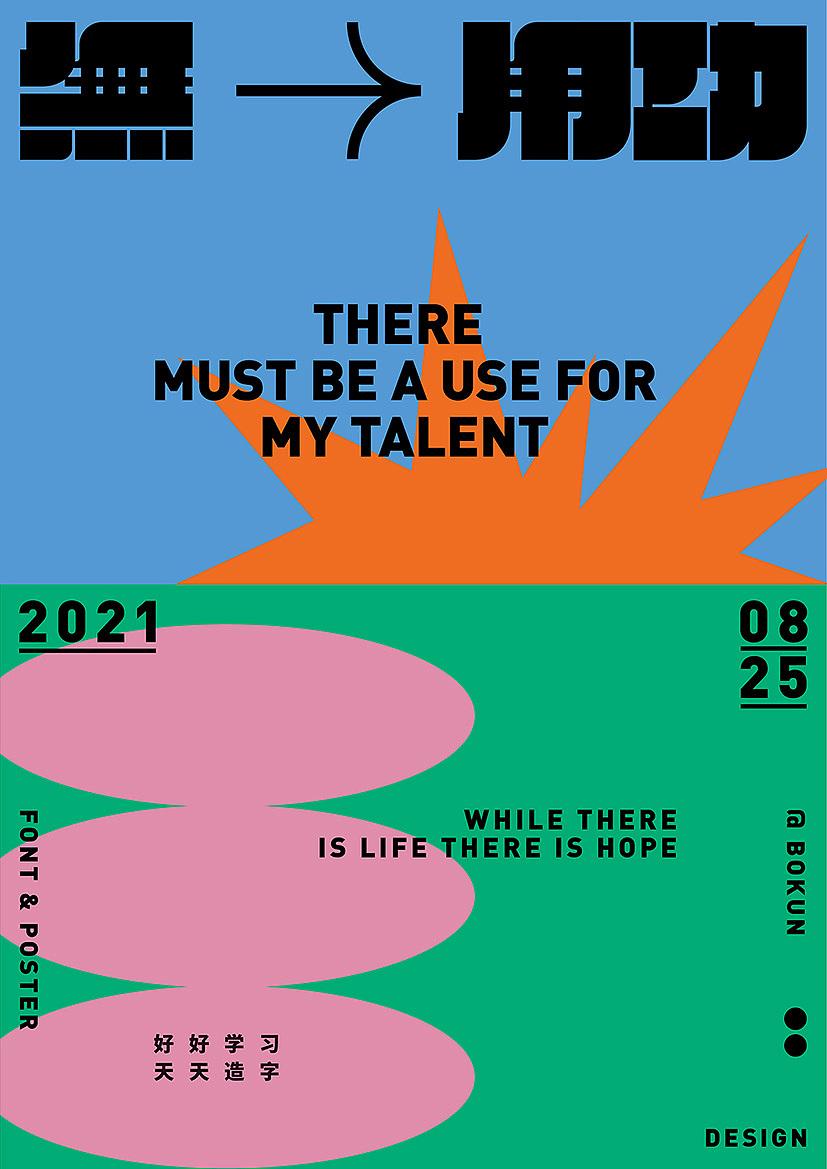 無→用功
THERE
MUST BE A USE FOR
MY TALENT
2021
08
25
WHILE THERE
IS LIFE THERE IS HOPE
FONT & POSTER
@ BOKUN
好好学习
天天造字
DESIGN